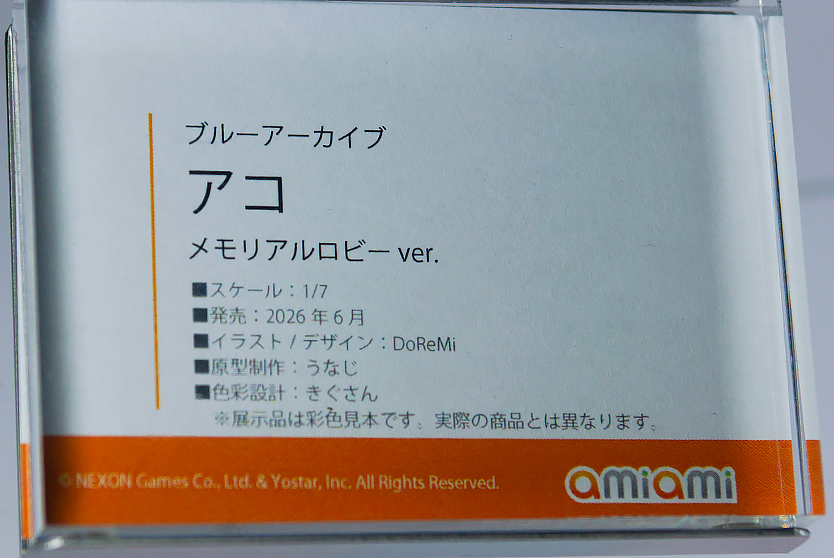 ブルーアーカイブ
アコ
メモリアルロビー ver.
■スケール：1/7
■発売：2026 年 6 月
■イラスト / デザイン：DoReMi
■原型制作：うなじ
■色彩設計：きぐさん
※展示品は彩色見本です。実際の商品とは異なります。
© NEXON Games Co., Ltd. & Yostar, Inc. All Rights Reserved.
amiami